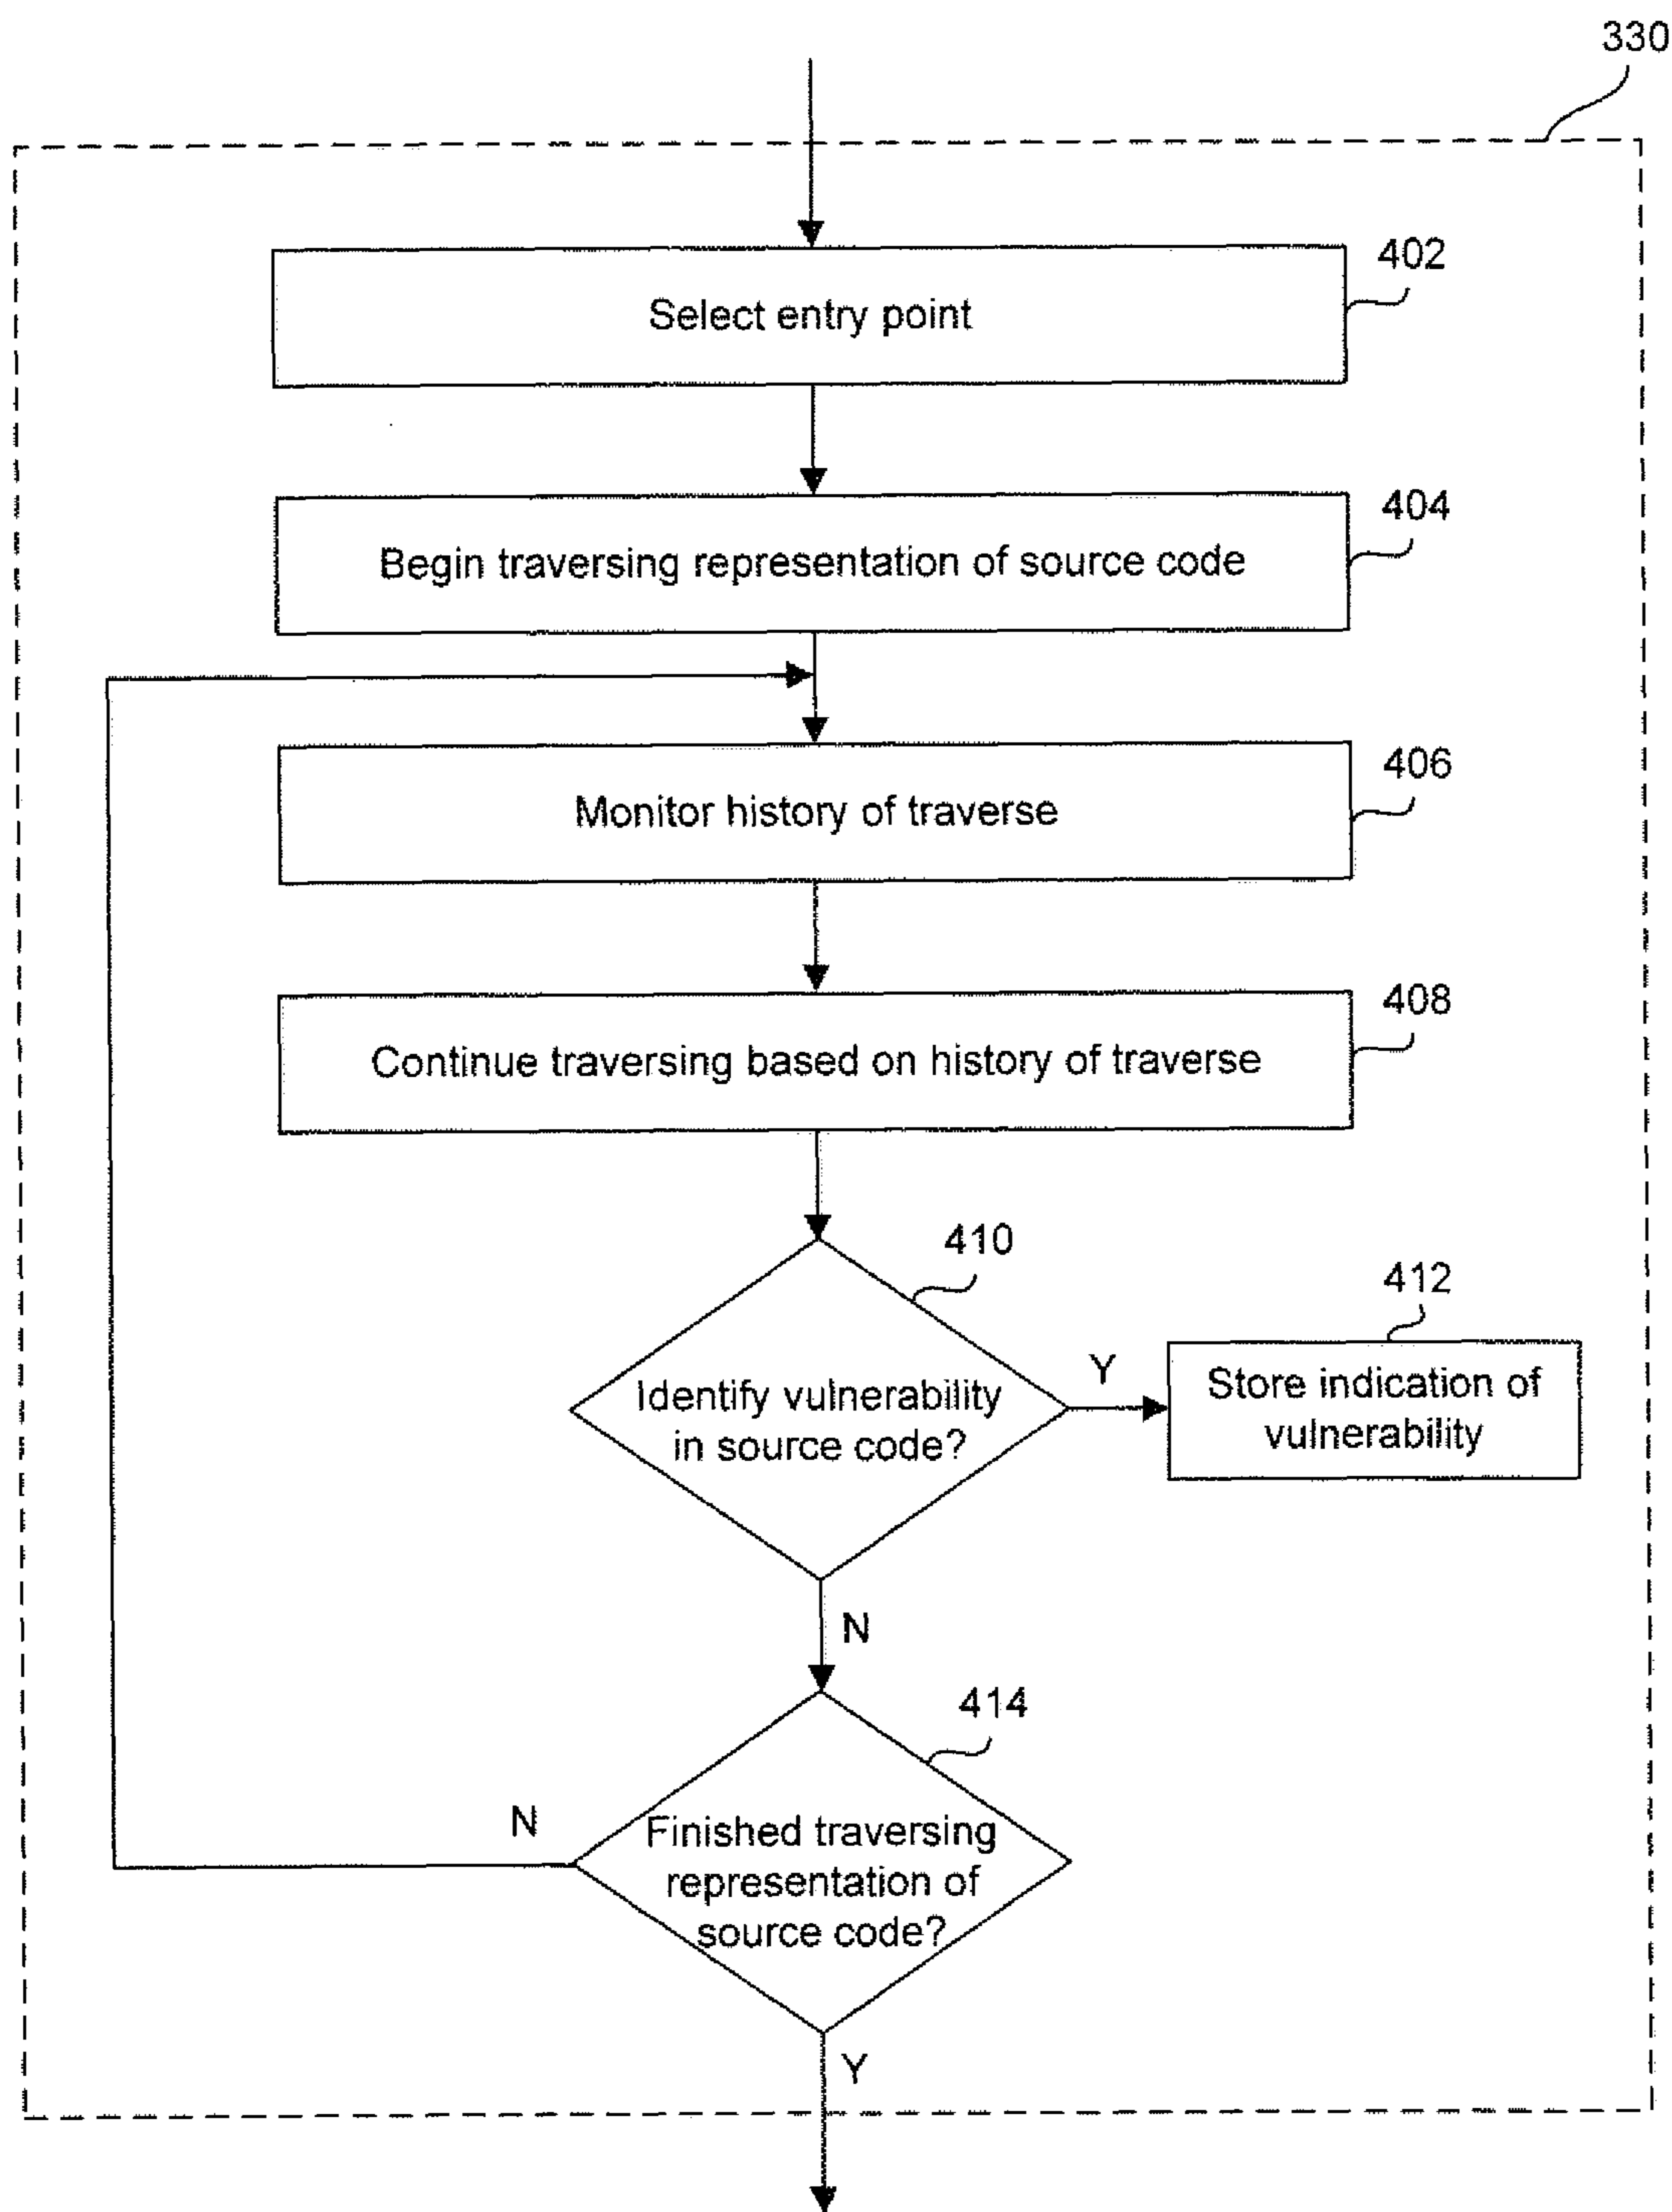 330
402
Select entry point
404
Begin traversing representation of source code
406
Monitor history of traverse
408
Continue traversing based on history of traverse
410
412
Identify vulnerability
in source code?
Y
Store indication of
vulnerability
N
414
N
Finished traversing
representation of
source code?
Y